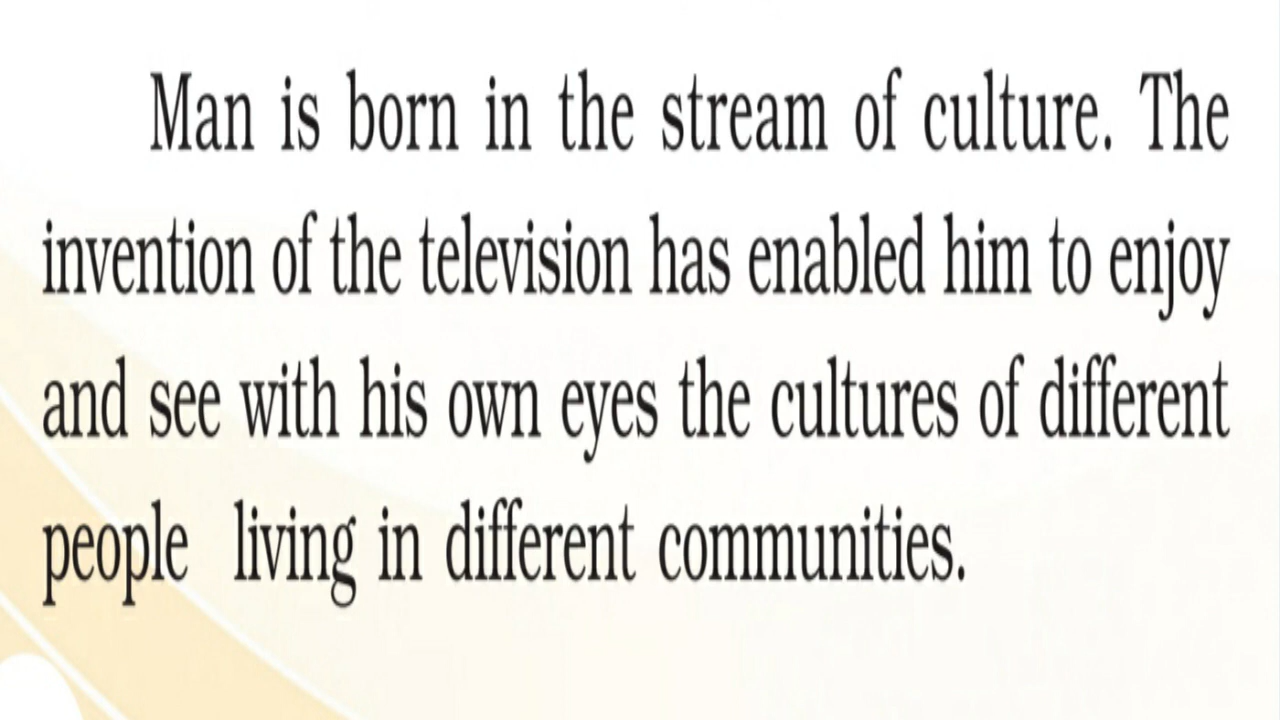 Man is born in the stream of culture. The
invention of the television has enabled him to enjoy
and see with his own eyes the cultures of different
people living in different communities.